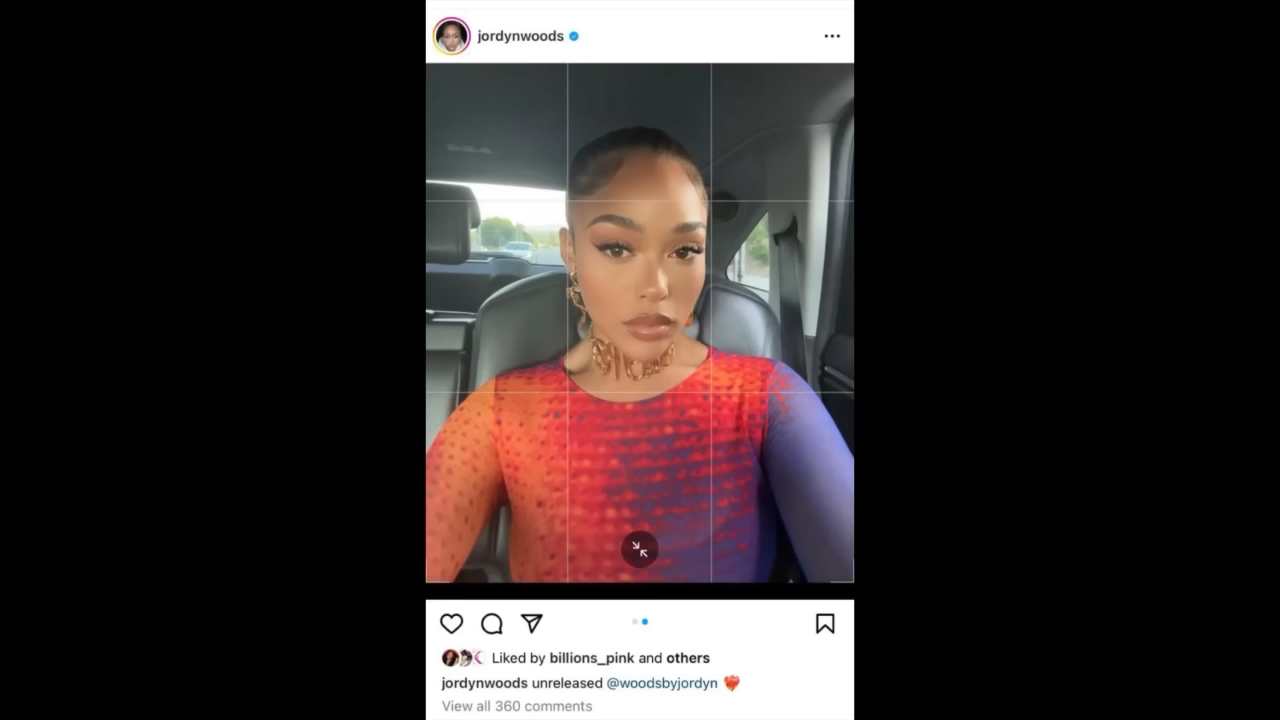 jordynwoods
Liked by billions_pink and others
jordynwoods unreleased @woodsbyjordyn ❤️‍🔥
View all 360 comments